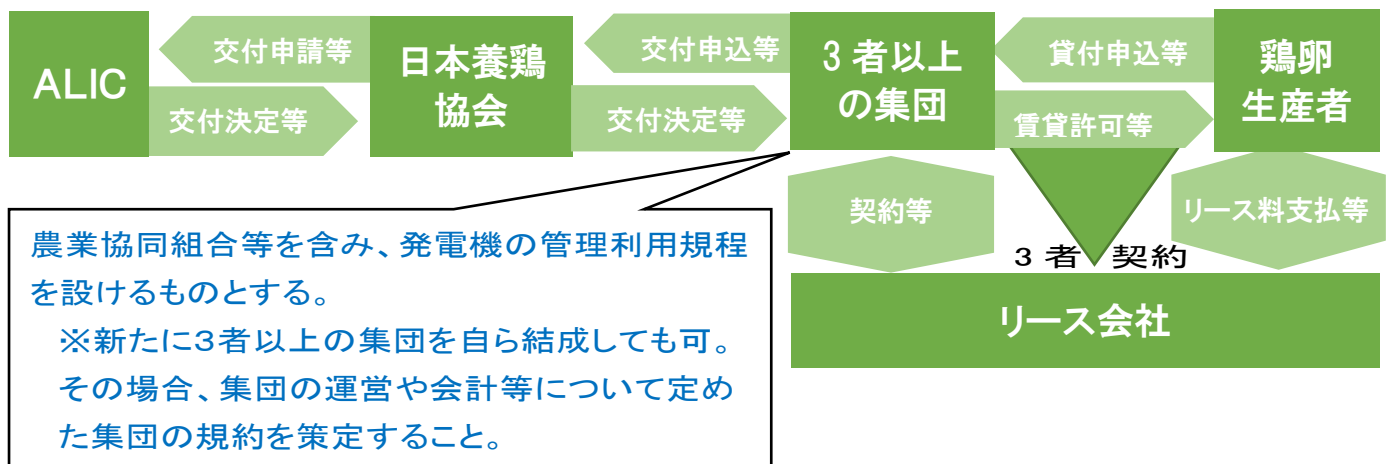 ALIC
交付申請等
交付決定等
日本養鶏
協会
交付申込等
交付決定等
3 者以上
の集団
貸付申込等
賃貸許可等
鶏卵
生産者
契約等
3 者 契約
リース料支払等
リース会社
農業協同組合等を含み、発電機の管理利用規程
を設けるものとする。
※新たに3者以上の集団を自ら結成しても可。
その場合、集団の運営や会計等について定め
た集団の規約を策定すること。